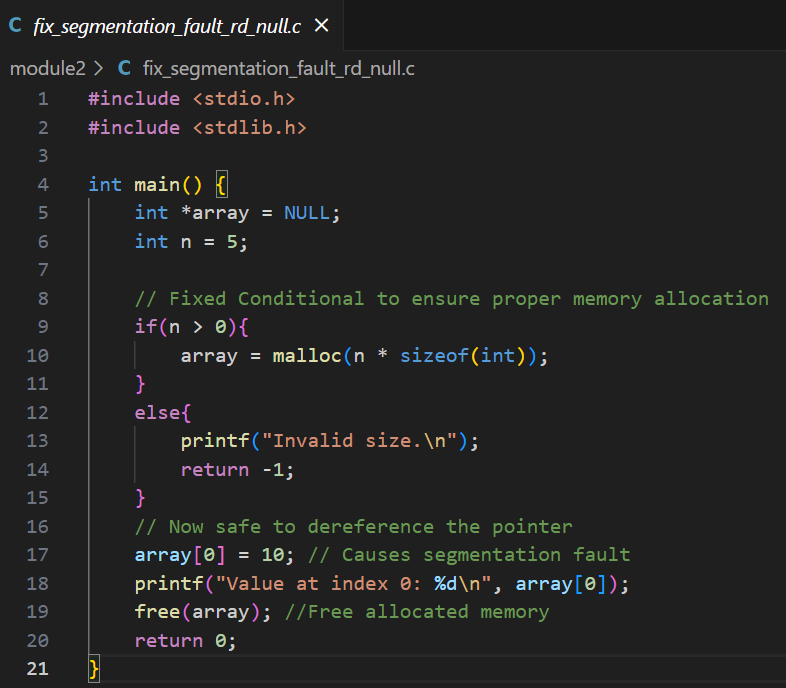 C fix_segmentation_fault_rd_null.c ×
module2 > C fix_segmentation_fault_rd_null.c
1 #include <stdio.h>
2 #include <stdlib.h>
3
4 int main() {
5     int *array = NULL;
6     int n = 5;
7
8     // Fixed Conditional to ensure proper memory allocation
9     if(n > 0){
10         array = malloc(n * sizeof(int));
11     }
12     else{
13         printf("Invalid size.\n");
14         return -1;
15     }
16     // Now safe to dereference the pointer
17     array[0] = 10; // Causes segmentation fault
18     printf("Value at index 0: %d\n", array[0]);
19     free(array); //Free allocated memory
20     return 0;
21 }